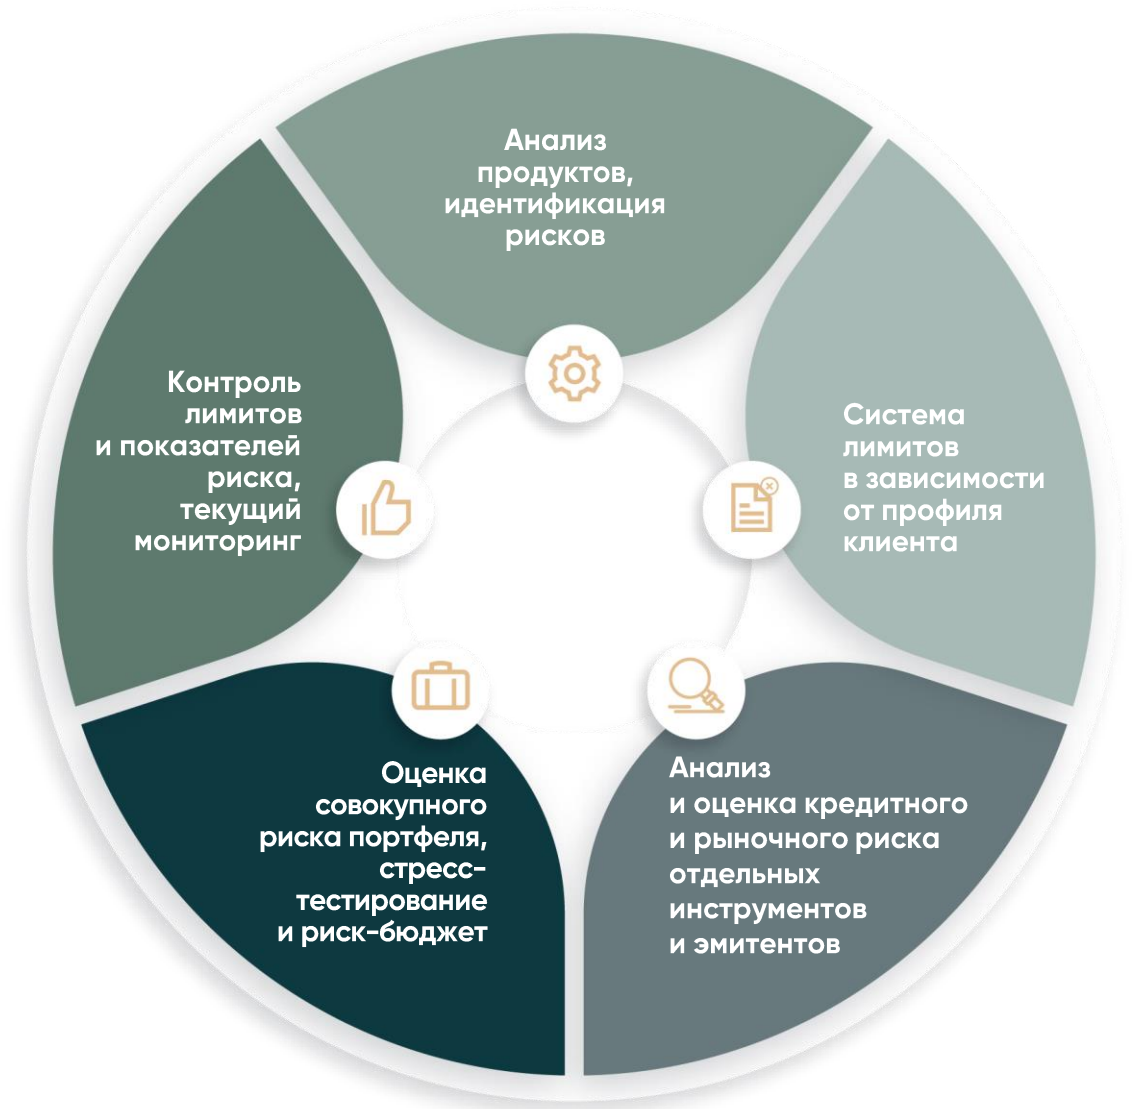 Анализ
продуктов,
идентификация
рисков
Система
лимитов
в зависимости
от профиля
клиента
Анализ
и оценка кредитного
и рыночного риска
отдельных
инструментов
и эмитентов
Оценка
совокупного
риска портфеля,
стресс-
тестирование
и риск-бюджет
Контроль
лимитов
и показателей
риска,
текущий
мониторинг